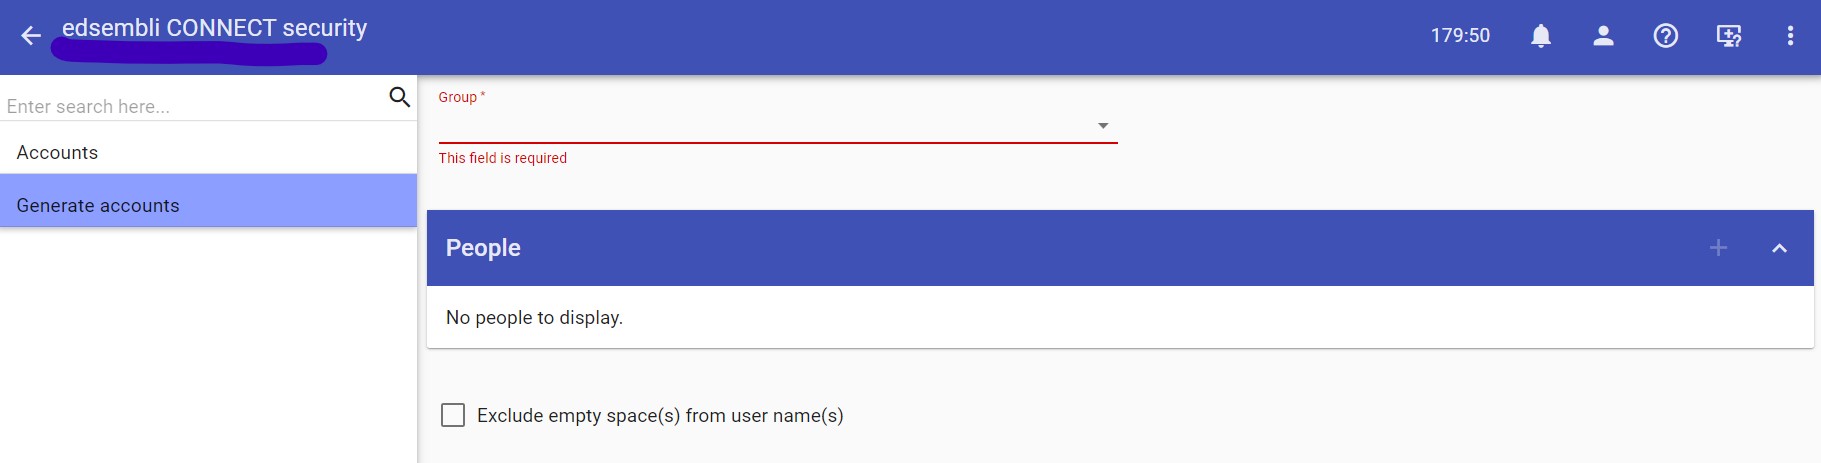 edsembli CONNECT security
179:50
Enter search here...
Accounts
Generate accounts
Group *
This field is required
People
No people to display.
Exclude empty space(s) from user name(s)